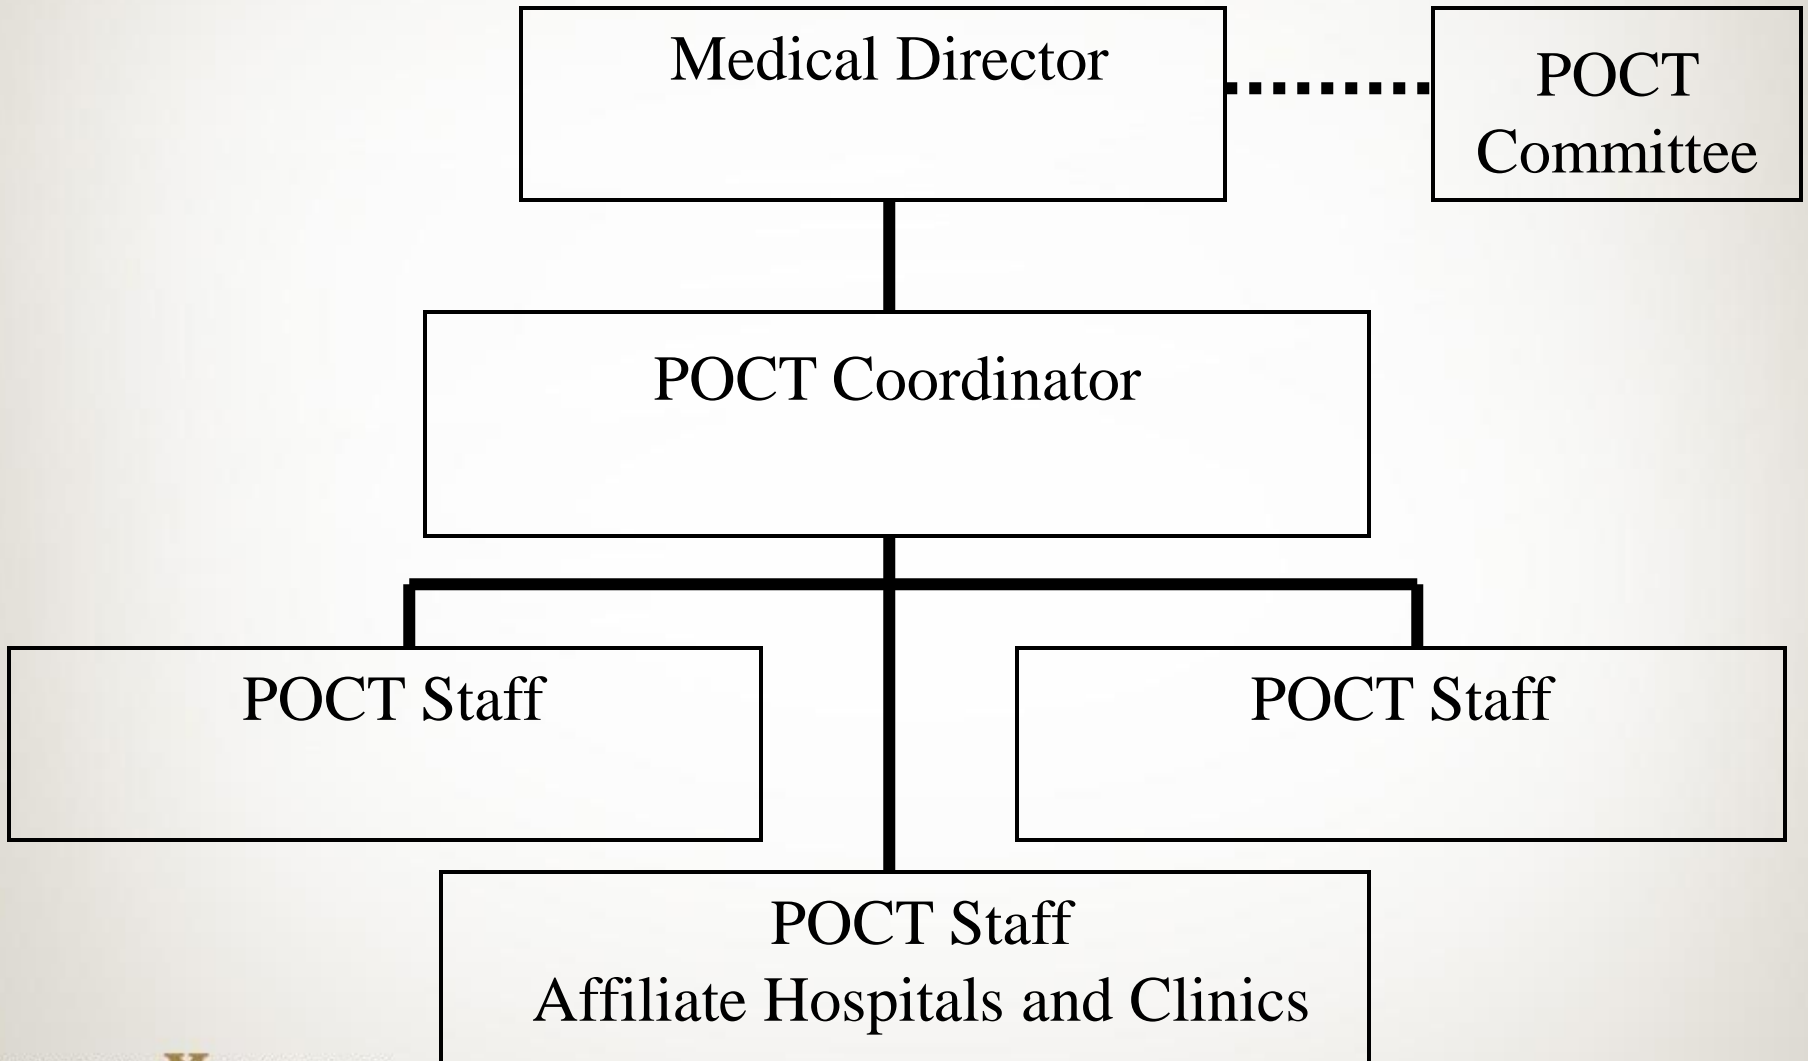 Medical Director
POCT
Committee
POCT Coordinator
POCT Staff
POCT Staff
POCT Staff
Affiliate Hospitals and Clinics